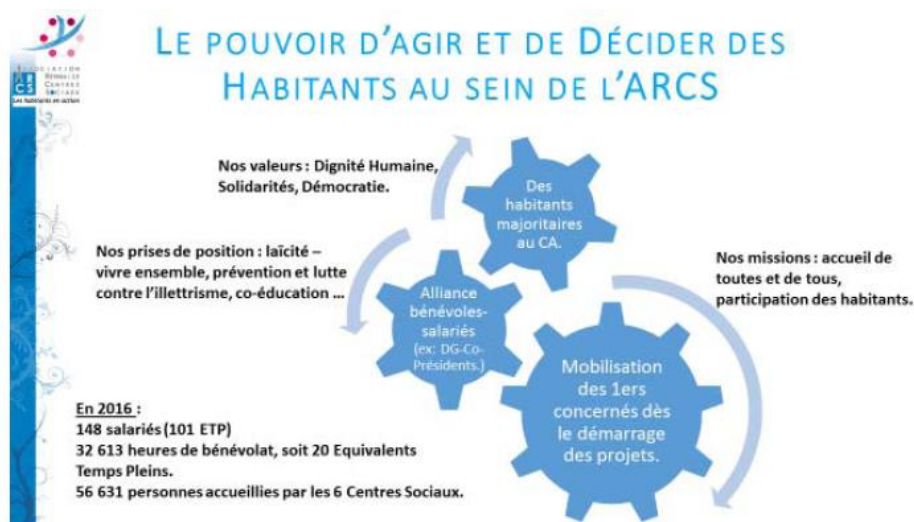 LE POUVOIR D'AGIR ET DE DÉCIDER DES
HABITANTS AU SEIN DE L'ARCS
ASSOCIATION
RÉMOISE
CENTRES
SOCIAUX
ARCS
Les habitants en action
Nos valeurs : Dignité Humaine,
Solidarités, Démocratie.
Des
habitants
majoritaires
au CA.
Nos prises de position : laïcité –
vivre ensemble, prévention et lutte
contre l'illettrisme, co-éducation ...
Alliance
bénévoles-
salariés
(ex: DG-Co-
Présidents.)
Nos missions : accueil de
toutes et de tous,
participation des habitants.
Mobilisation
des 1ers
concernés dès
le démarrage
des projets.
En 2016 :
148 salariés (101 ETP)
32 613 heures de bénévolat, soit 20 Equivalents
Temps Pleins.
56 631 personnes accueillies par les 6 Centres Sociaux.